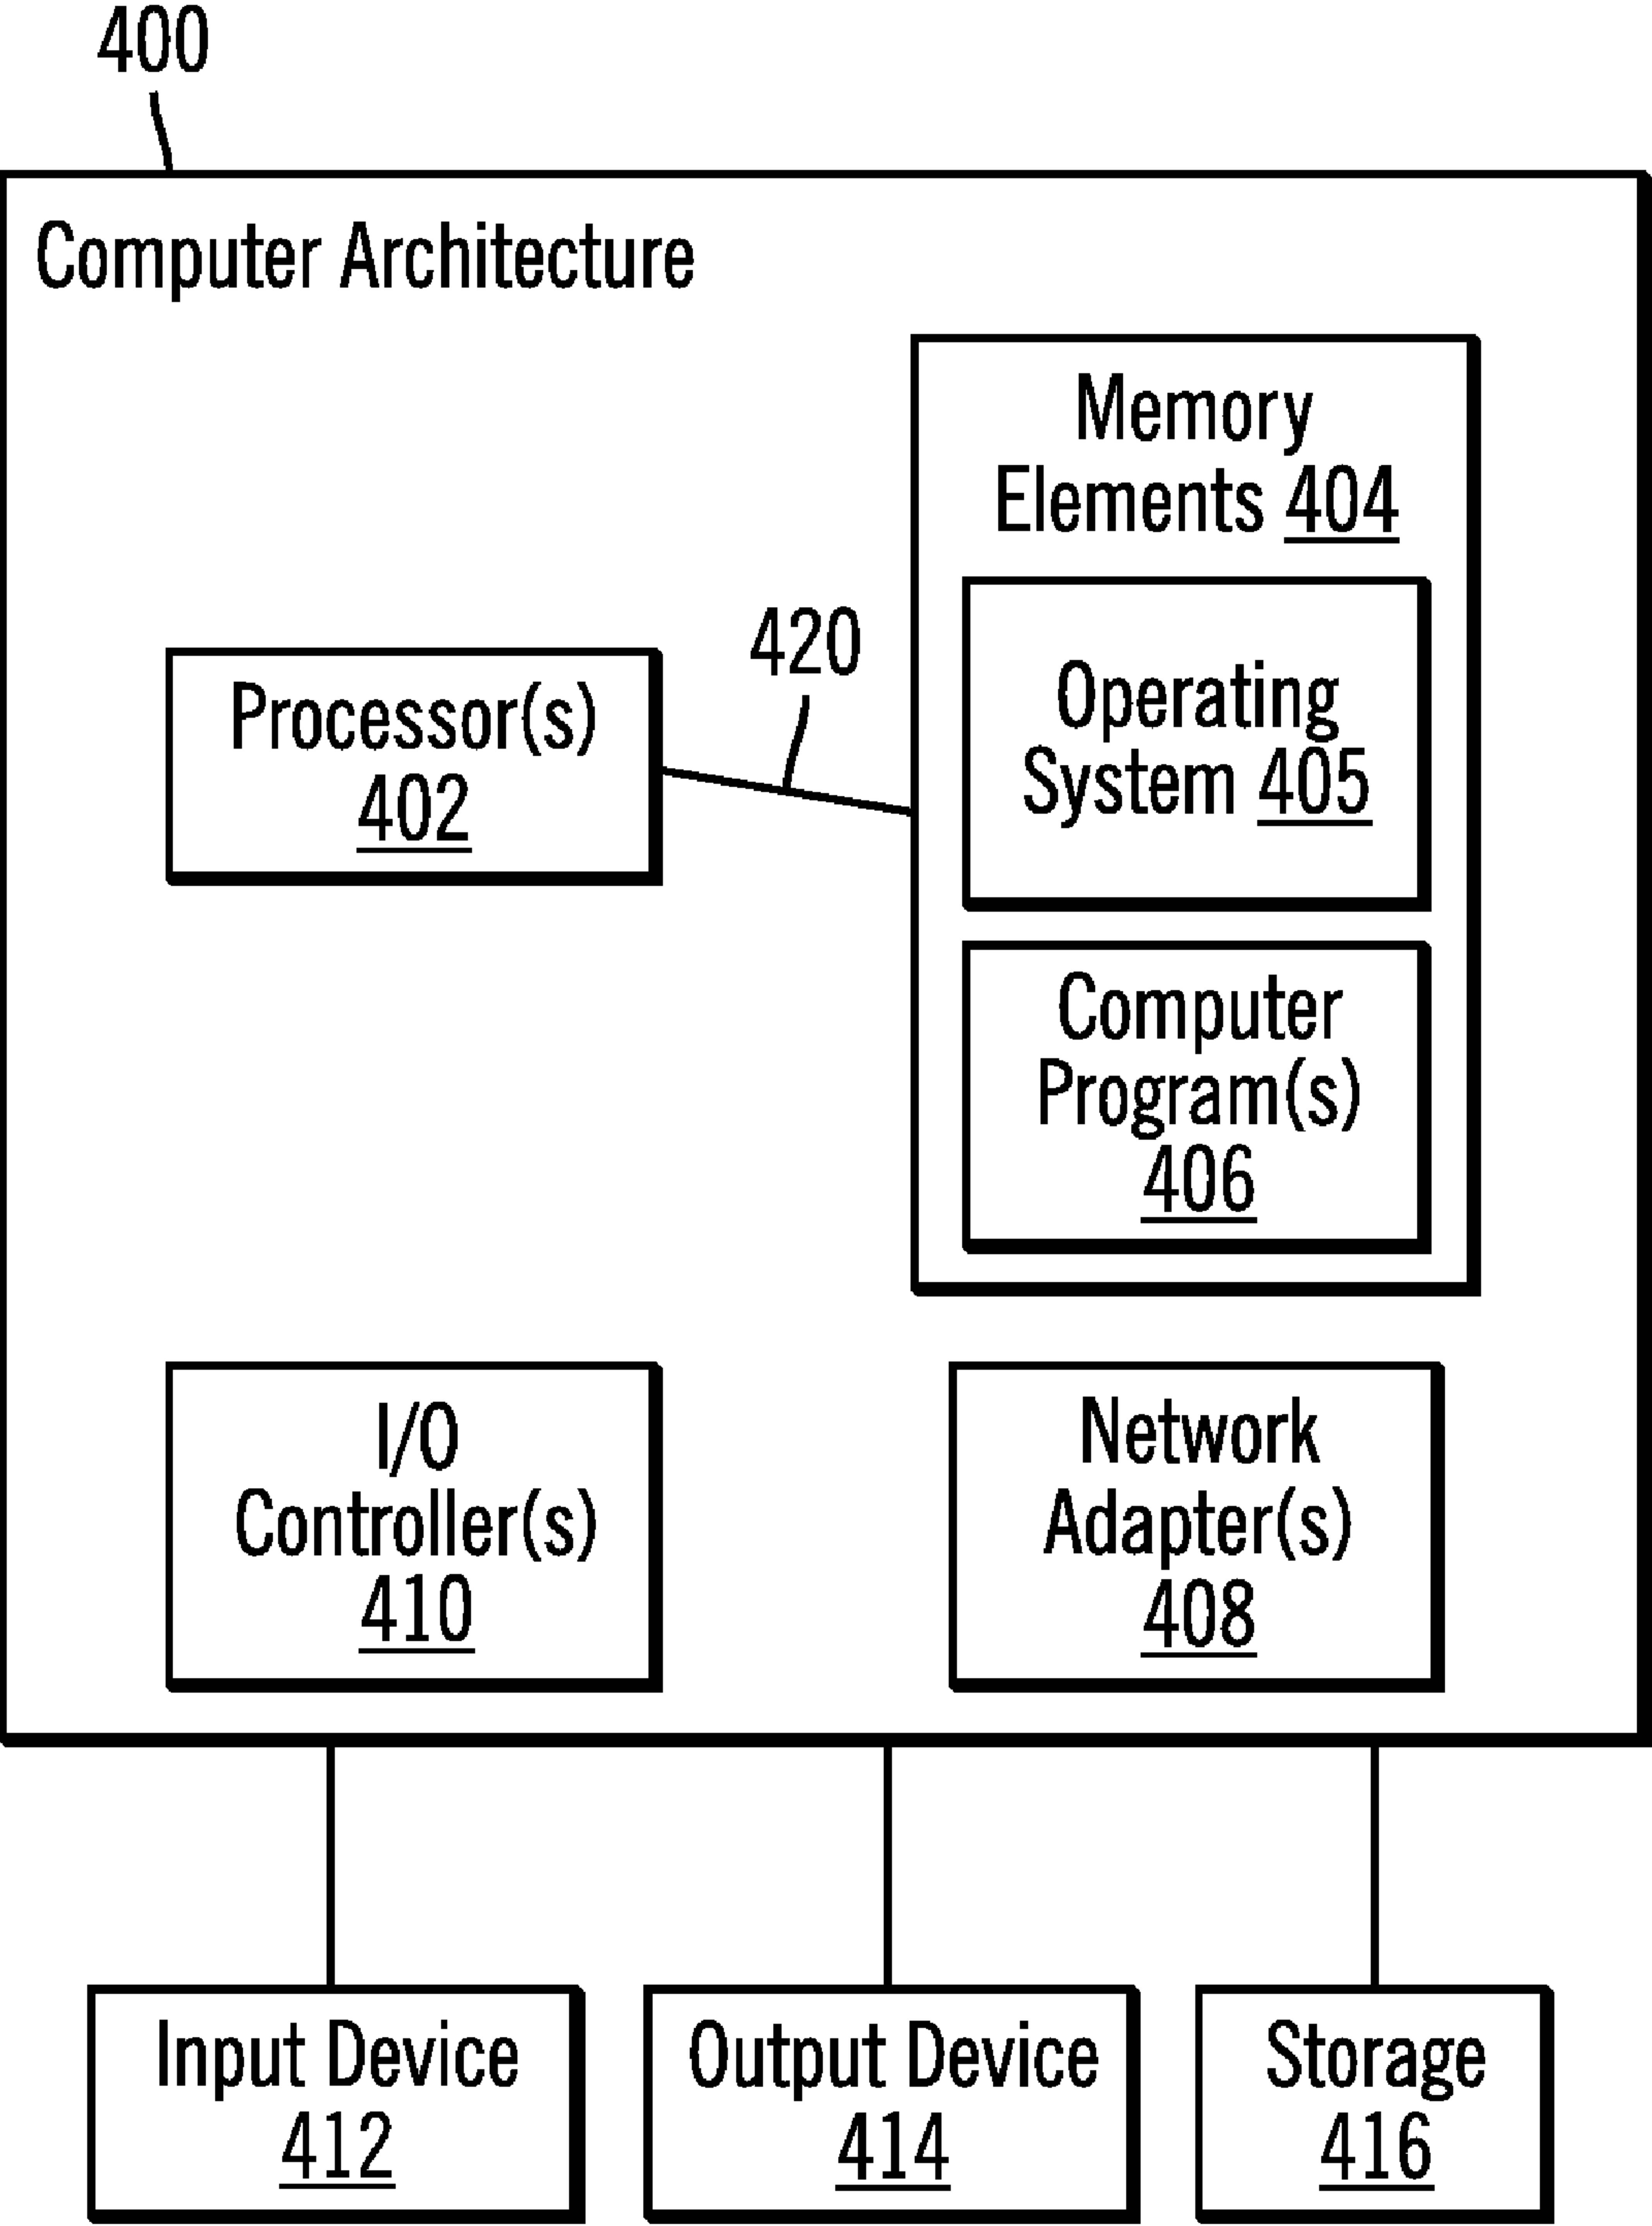 400
Computer Architecture
Memory
Elements 404
420
Processor(s)
402
Operating
System 405
Computer
Program(s)
406
I/O
Controller(s)
410
Network
Adapter(s)
408
Input Device
412
Output Device
414
Storage
416